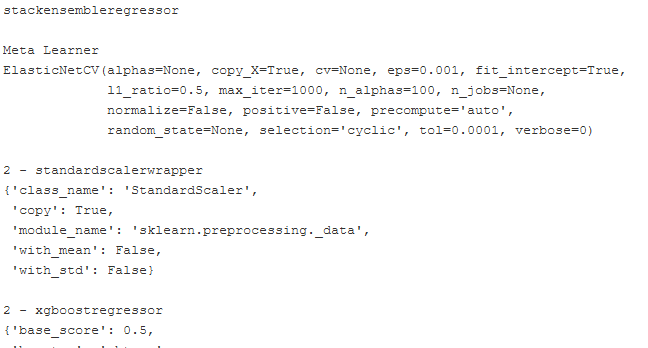 stackensembleregressor
Meta Learner
ElasticNetCV(alphas=None, copy_X=True, cv=None, eps=0.001, fit_intercept=True,
l1_ratio=0.5, max_iter=1000, n_alphas=100, n_jobs=None,
normalize=False, positive=False, precompute='auto',
random_state=None, selection='cyclic', tol=0.0001, verbose=0)
2 - standardscalerwrapper
{'class_name': 'StandardScaler',
'copy': True,
'module_name': 'sklearn.preprocessing._data',
'with_mean': False,
'with_std': False}
2 - xgboostregressor
{'base_score': 0.5,